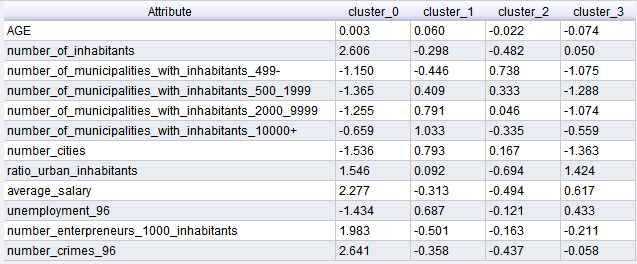 Attribute cluster_0 cluster_1 cluster_2 cluster_3
AGE 0.003 0.060 -0.022 -0.074
number_of_inhabitants 2.606 -0.298 -0.482 0.050
number_of_municipalities_with_inhabitants_499- -1.150 -0.446 0.738 -1.075
number_of_municipalities_with_inhabitants_500_1999 -1.365 0.409 0.333 -1.288
number_of_municipalities_with_inhabitants_2000_9999 -1.255 0.791 0.046 -1.074
number_of_municipalities_with_inhabitants_10000+ -0.659 1.033 -0.335 -0.559
number_cities -1.536 0.793 0.167 -1.363
ratio_urban_inhabitants 1.546 0.092 -0.694 1.424
average_salary 2.277 -0.313 -0.494 0.617
unemployment_96 -1.434 0.687 -0.121 0.433
number_enterpreneurs_1000_inhabitants 1.983 -0.501 -0.163 -0.211
number_crimes_96 2.641 -0.358 -0.437 -0.058